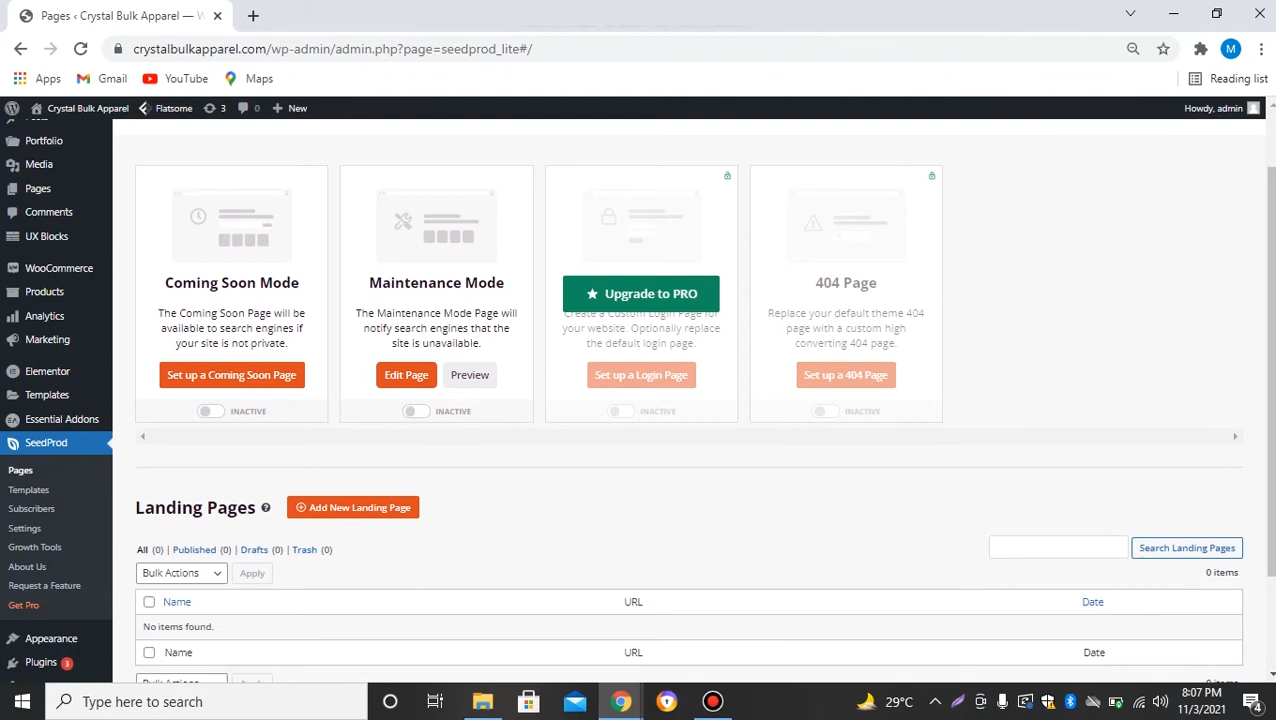 Pages ‹ Crystal Bulk Apparel — W
crystalbulkapparel.com/wp-admin/admin.php?page=seedprod_lite#/
M
Apps
Gmail
YouTube
Maps
Reading list
Crystal Bulk Apparel
Flatsome
3
0
New
Howdy, admin
Portfolio
Media
Pages
Comments
UX Blocks
WooCommerce
Products
Analytics
Marketing
Elementor
Templates
Essential Addons
SeedProd
Pages
Templates
Subscribers
Settings
Growth Tools
About Us
Request a Feature
Get Pro
Appearance
Plugins 3
Coming Soon Mode
The Coming Soon Page will be
available to search engines if
your site is not private.
Set up a Coming Soon Page
INACTIVE
Maintenance Mode
The Maintenance Mode Page will
notify search engines that the
site is unavailable.
Edit Page
Preview
INACTIVE
Upgrade to PRO
Create a Custom Login Page for
your website. Optionally replace
the default login page.
Set up a Login Page
INACTIVE
404 Page
Replace your default theme 404
page with a custom high
converting 404 page.
Set up a 404 Page
INACTIVE
Landing Pages
Add New Landing Page
All (0) | Published (0) | Drafts (0) | Trash (0)
Search Landing Pages
Bulk Actions
Apply
0 items
Name URL Date
No items found.
Name URL Date
Type here to search
29°C
8:07 PM
11/3/2021
4